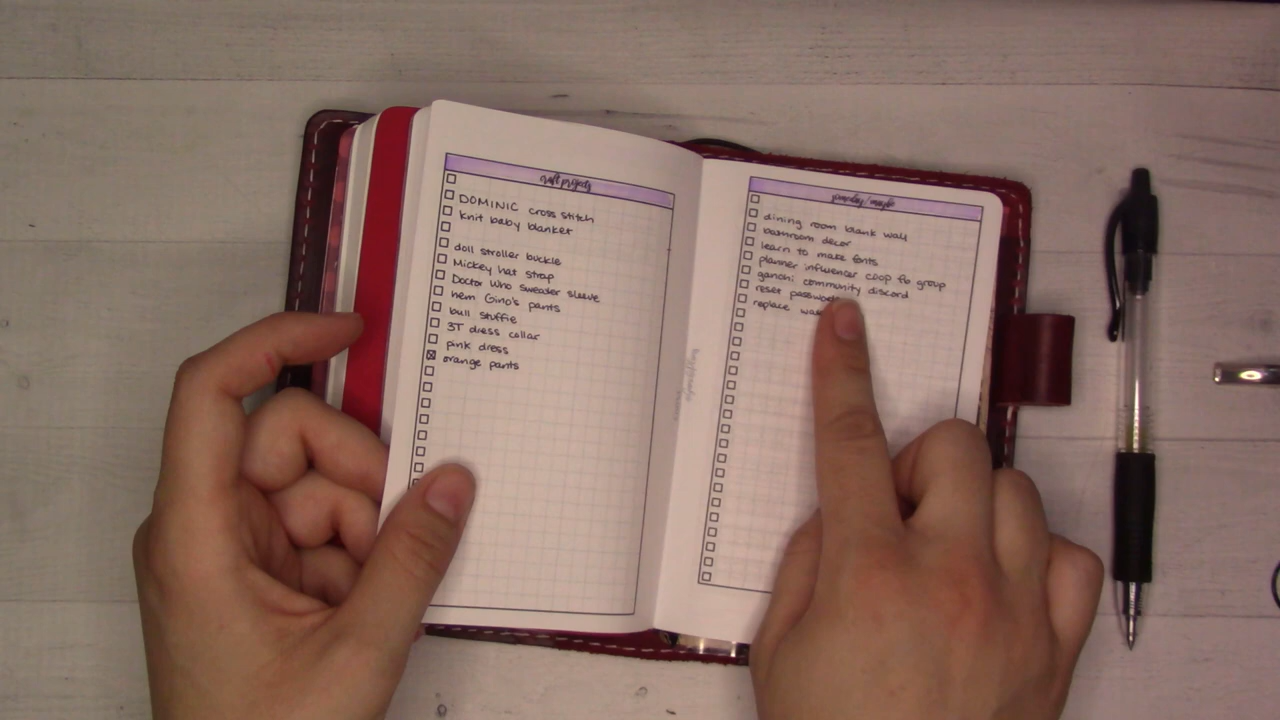 craft projects
DOMINIC cross stitch
knit baby blanket
doll stroller buckle
Mickey hat strap
Doctor Who sweater sleeve
hem Gino's pants
bull stuffie
3T dress collar
pink dress
orange pants
someday/maybe
dining room blank wall
bathroom decor
learn to make fonts
planner influencer coop fb group
discord community
reset
replace